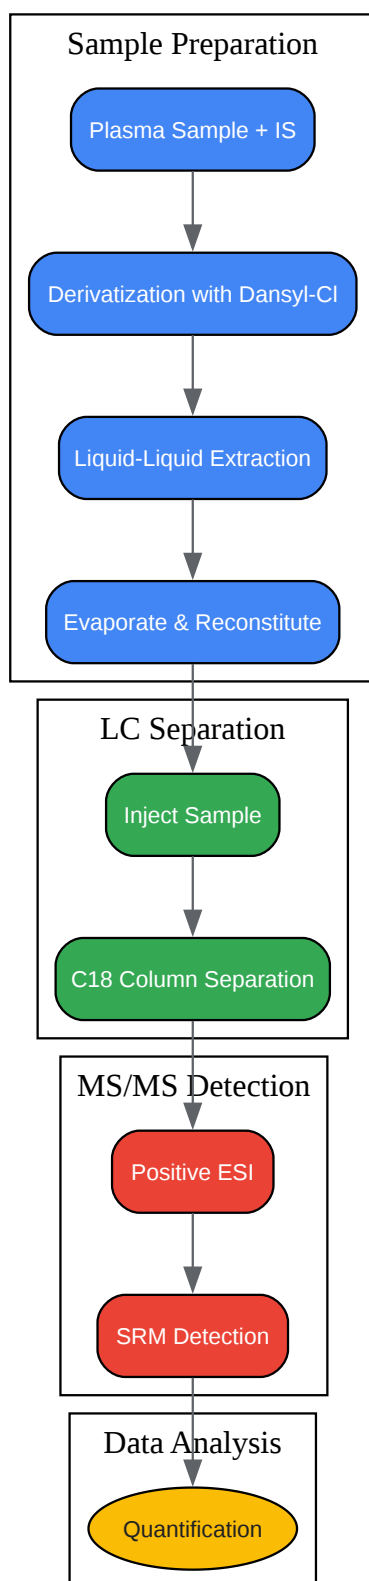 Sample Preparation
Plasma Sample + IS
Derivatization with Dansyl-Cl
Liquid-Liquid Extraction
Evaporate & Reconstitute
LC Separation
Inject Sample
C18 Column Separation
MS/MS Detection
Positive ESI
SRM Detection
Data Analysis
Quantification